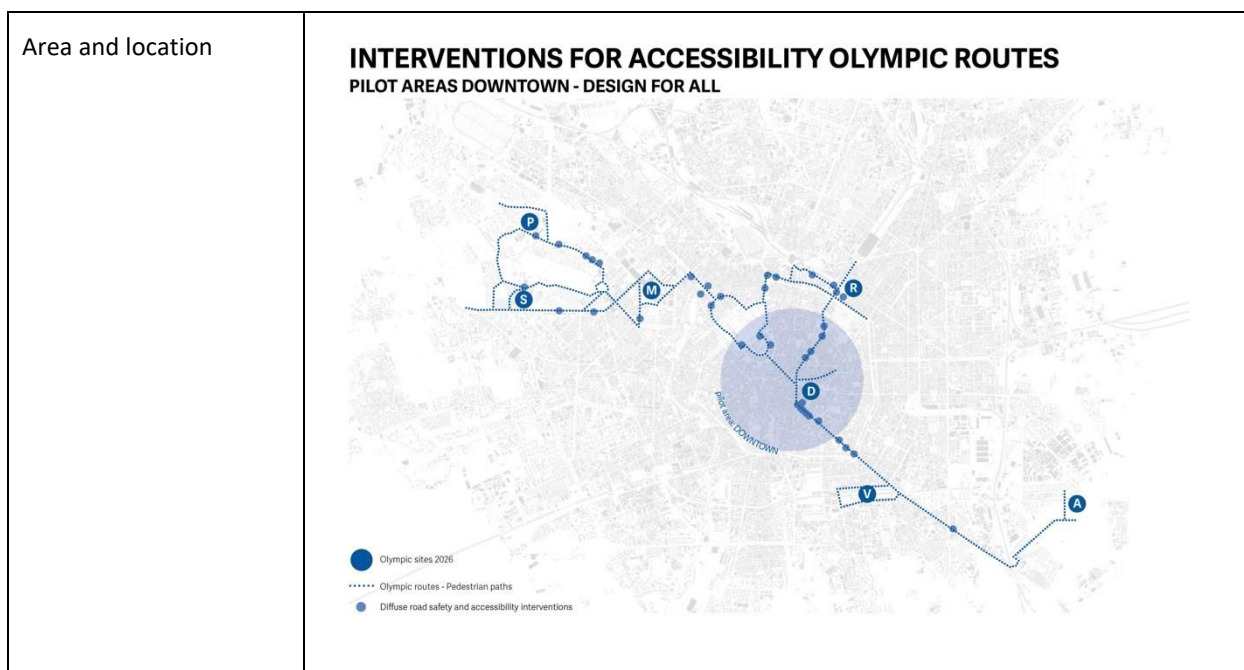 Area and location
INTERVENTIONS FOR ACCESSIBILITY OLYMPIC ROUTES
PILOT AREAS DOWNTOWN - DESIGN FOR ALL
P
S
M
R
D
pilot area: DOWNTOWN
V
A
Olympic sites 2026
Olympic routes - Pedestrian paths
Diffuse road safety and accessibility interventions